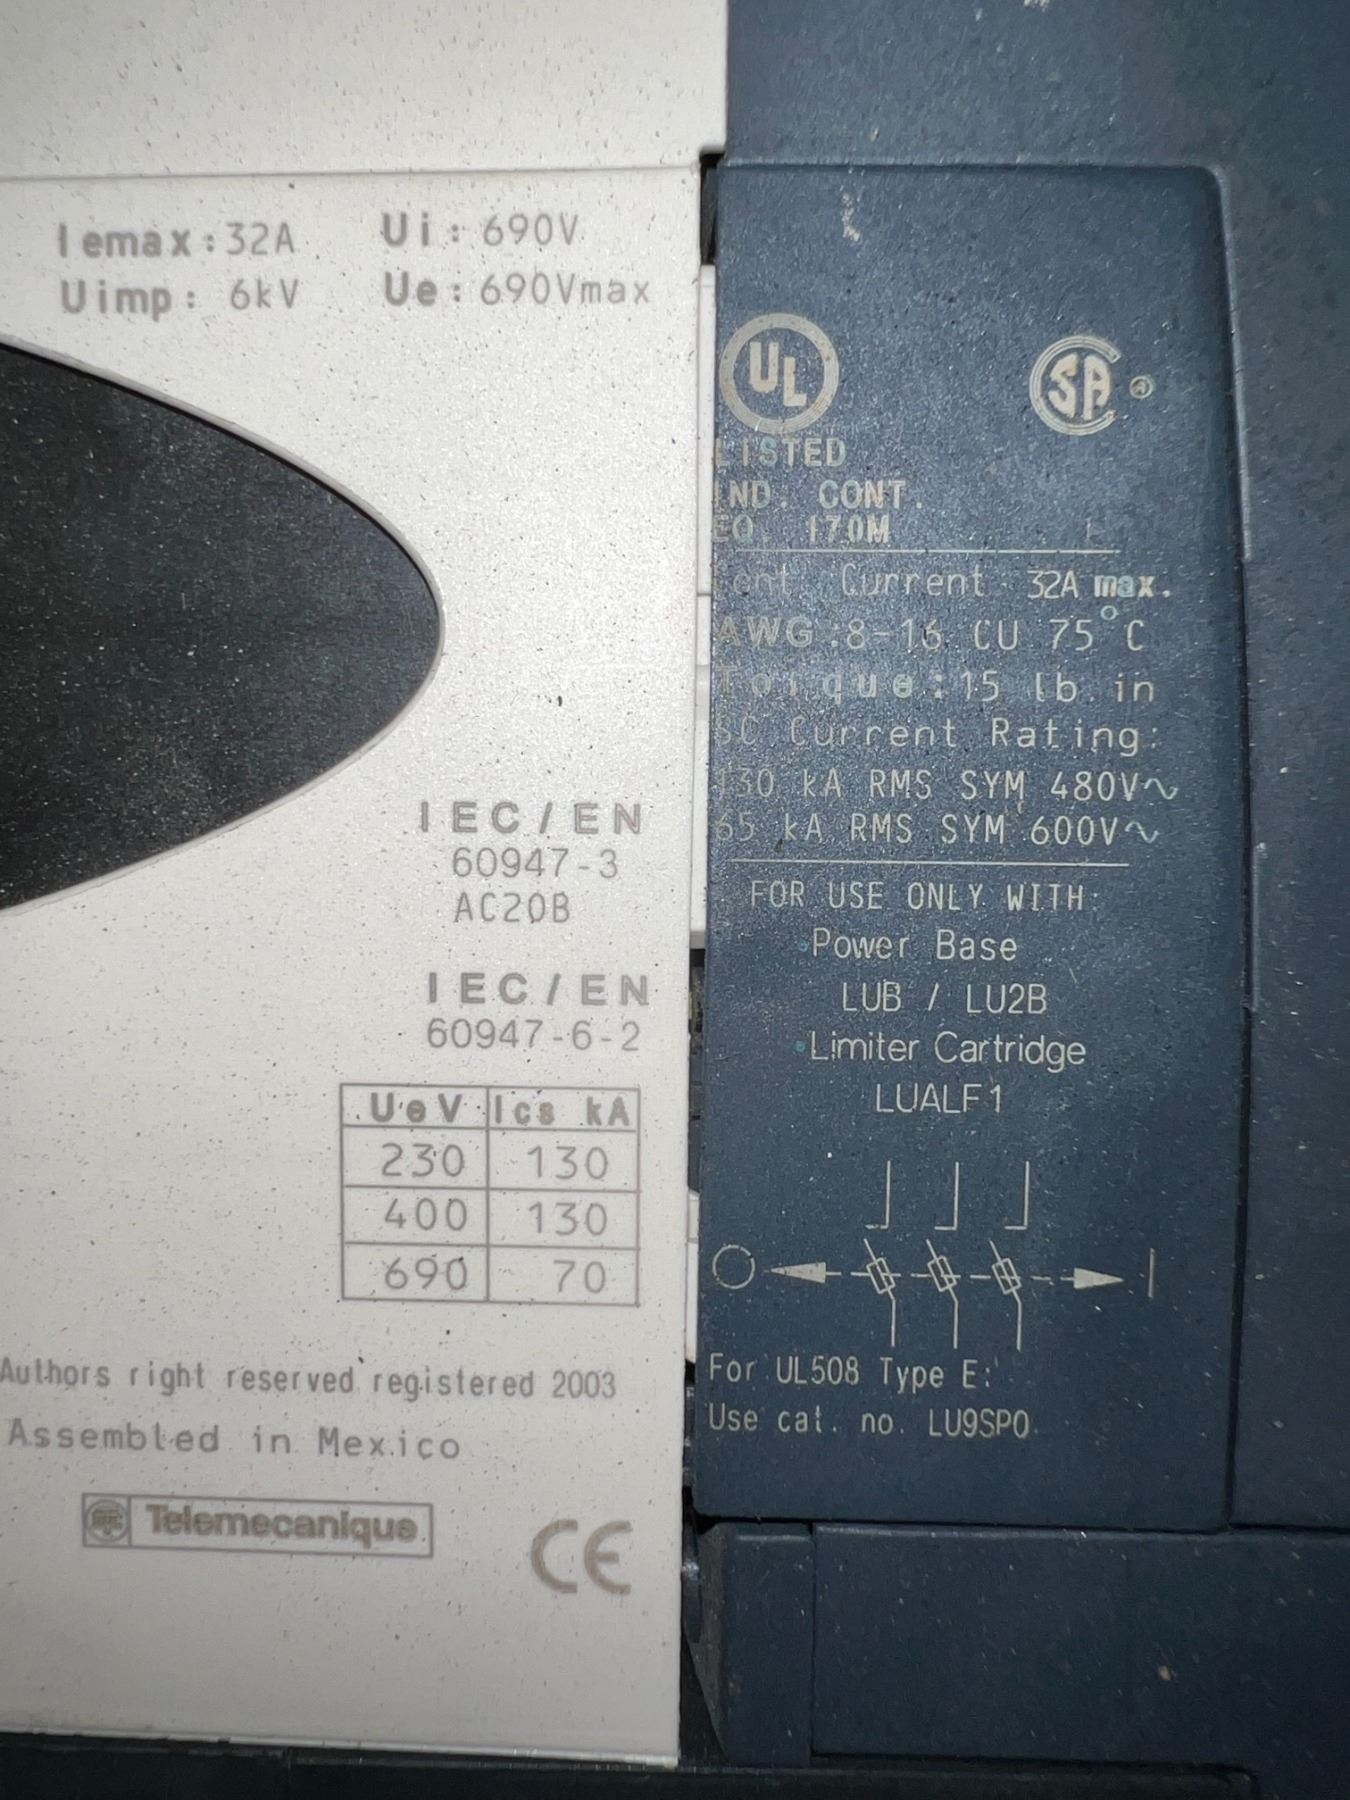 Iemax: 32A Ui: 690V
Uimp: 6kV Ue: 690Vmax
IEC/EN
60947-3
AC20B
IEC/EN
60947-6-2
Ue V Ics kA
230 130
400 130
690 70
Authors right reserved registered 2003
Assembled in Mexico
Telemecanique
CE
UL
SA
LISTED
IND. CONT.
EQ. 170M
Current 32A max.
AWG:8-16 CU 75°C
Torque:15 lb in
SC Current Rating:
130 kA RMS SYM 480V~
65 kA RMS SYM 600V~
FOR USE ONLY WITH:
Power Base
LUB / LU2B
Limiter Cartridge
LUALF1
For UL508 Type E:
Use cat. no. LU9SP0